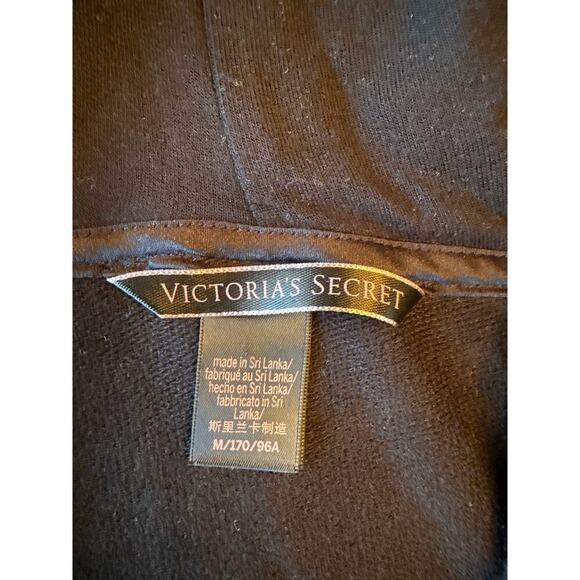 VICTORIA'S SECRET
made in Sri Lanka/
fabriqué au Sri Lanka/
hecho en Sri Lanka/
fabbricato in Sri
Lanka/
斯里兰卡制造
M/170/96A